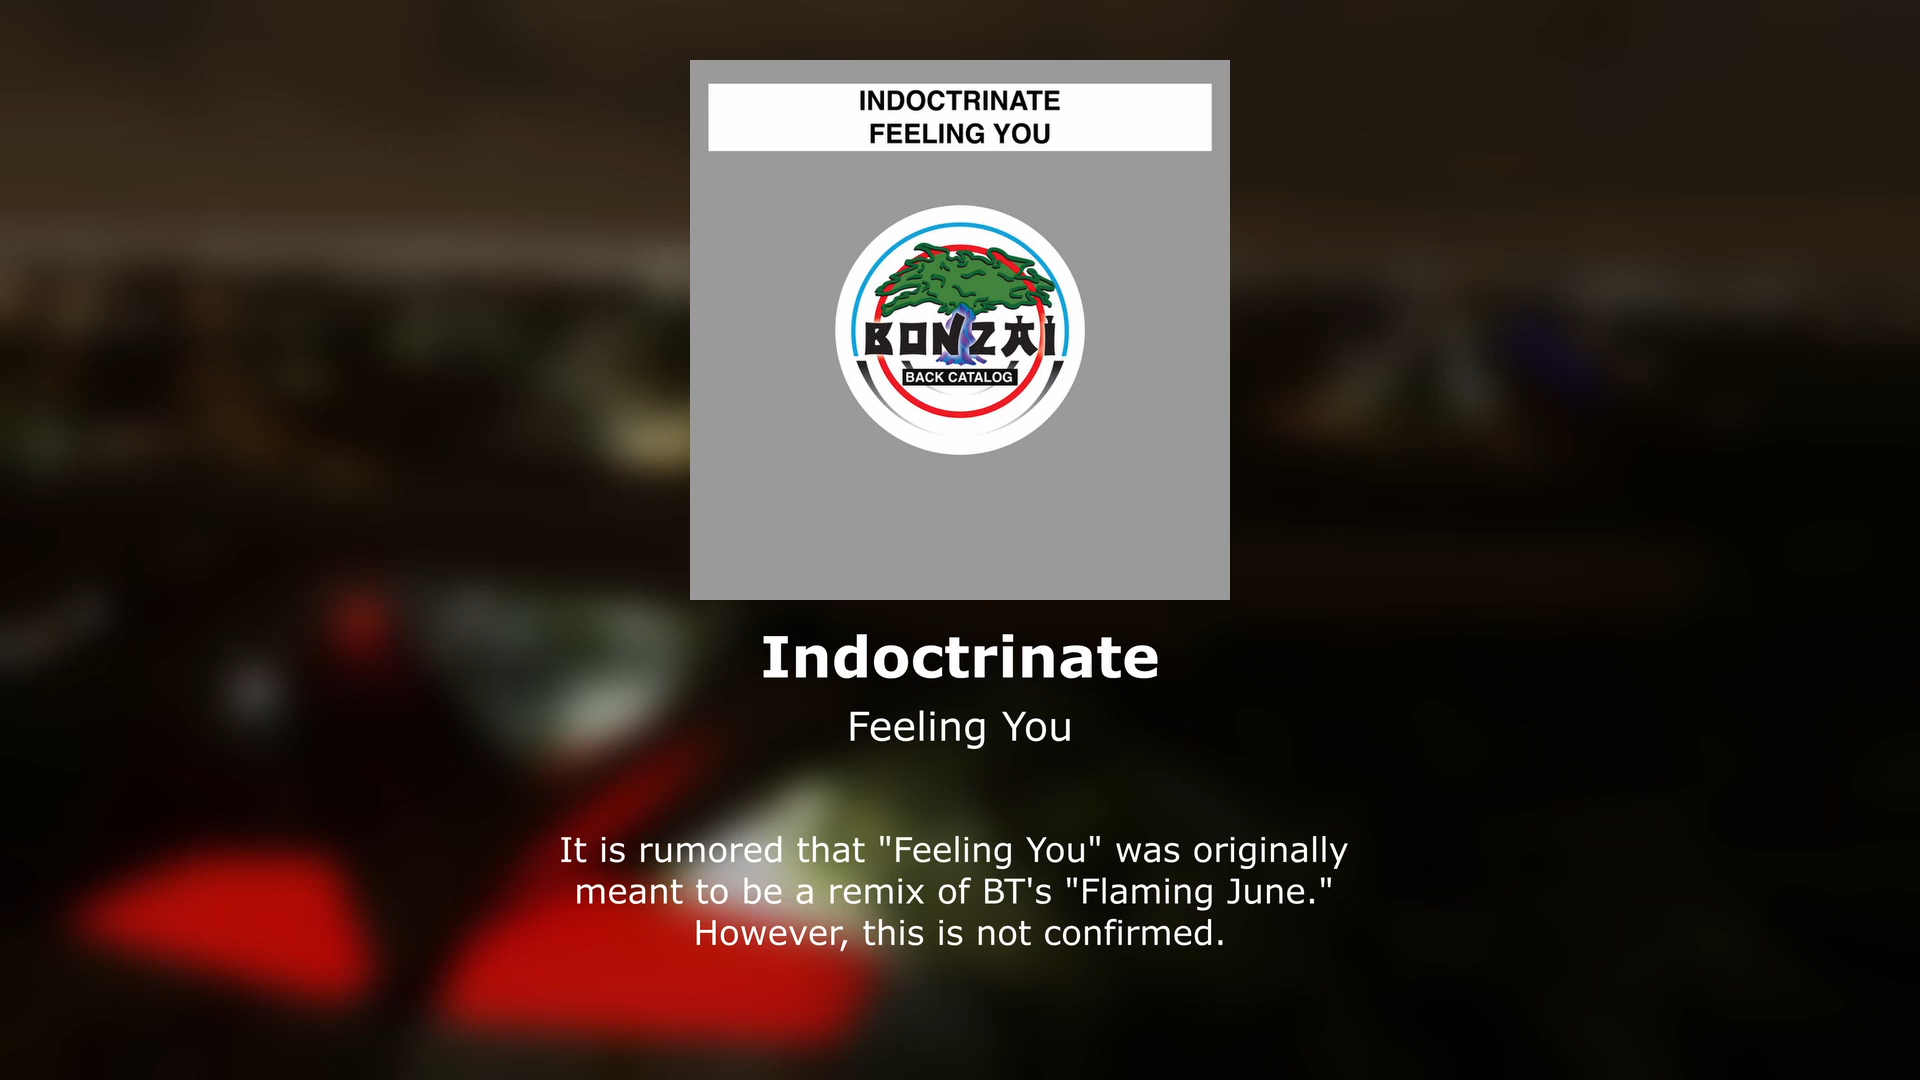 INDOCTRINATE
FEELING YOU
BONZAI
BACK CATALOG
Indoctrinate
Feeling You
It is rumored that "Feeling You" was originally
meant to be a remix of BT's "Flaming June."
However, this is not confirmed.